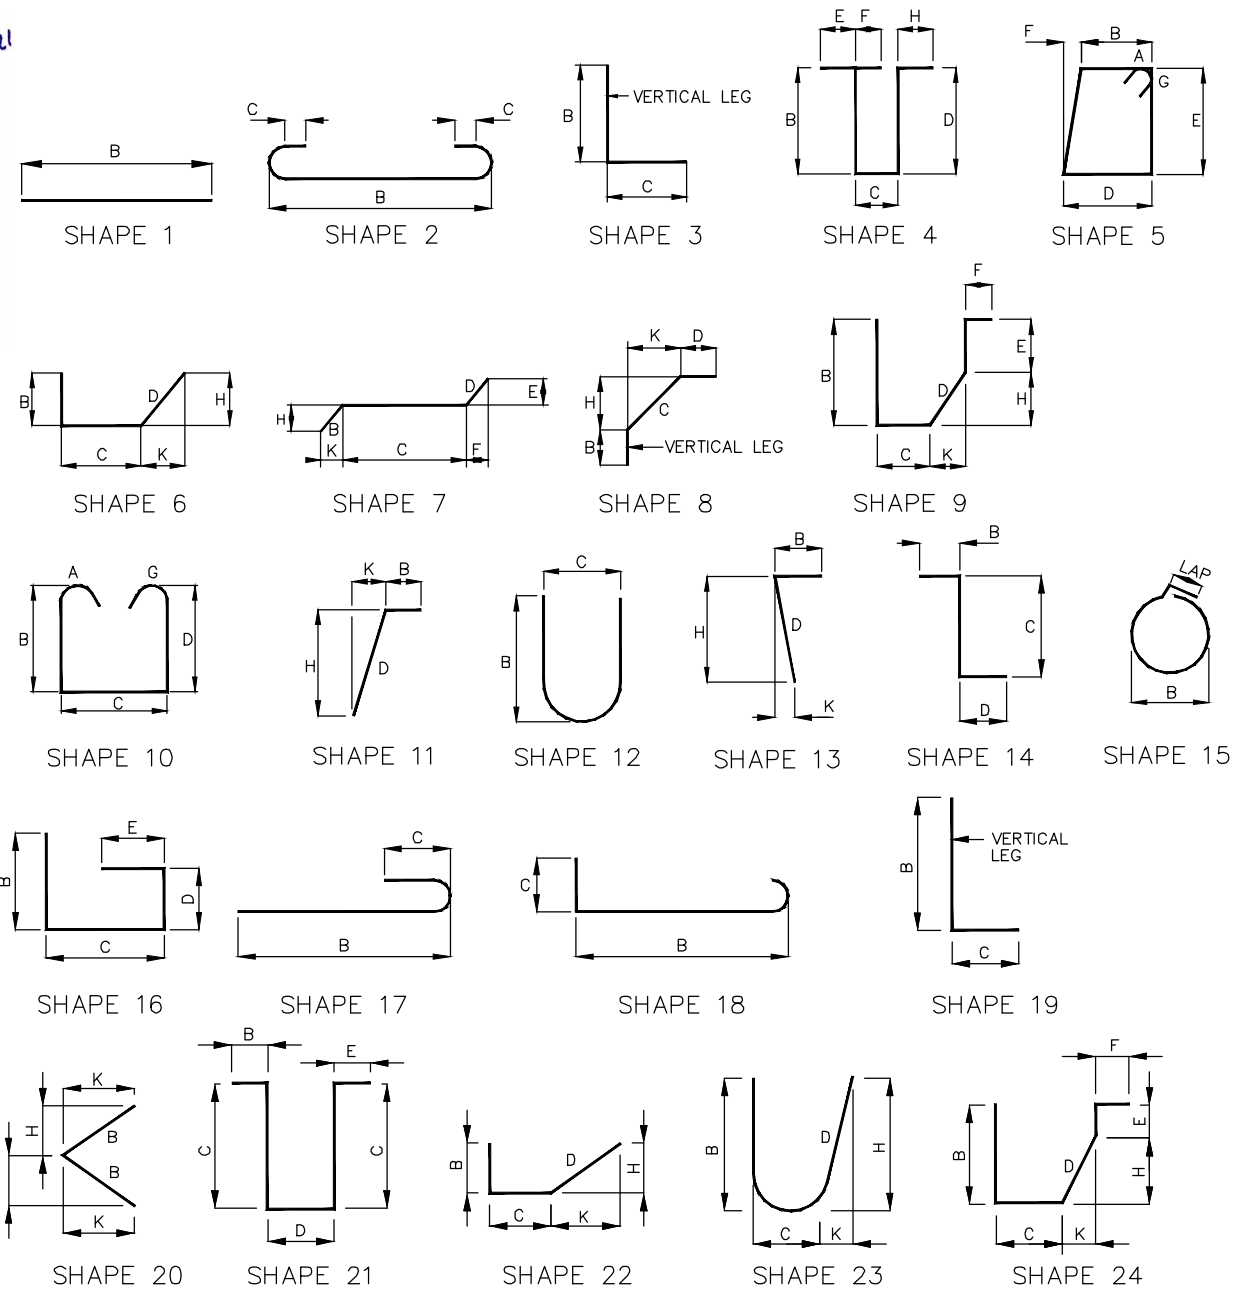 E F H
F B
A
G
B VERTICAL LEG
B D
E
C C
B
B
C
C
D
SHAPE 1 SHAPE 2 SHAPE 3 SHAPE 4 SHAPE 5
F
K D
E
B
B D H
D E
H B
H C
B VERTICAL LEG
D H
C K
K C F
C K
SHAPE 6 SHAPE 7 SHAPE 8 SHAPE 9
A G
K B
C
B
B
B D
H D
B
H D
C
LAP
C
K
D
B
SHAPE 10 SHAPE 11 SHAPE 12 SHAPE 13 SHAPE 14 SHAPE 15
E
C
B VERTICAL
LEG
B D
C
C
B
B
C
SHAPE 16 SHAPE 17 SHAPE 18 SHAPE 19
B E
F
K
H B
B
K
C C
D
B D H
C K
B D H
C K
B D E
H
C K
SHAPE 20 SHAPE 21 SHAPE 22 SHAPE 23 SHAPE 24